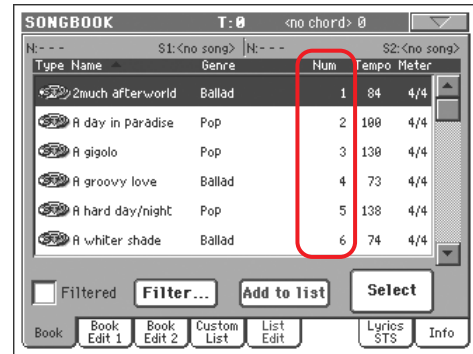 SONGBOOK T:0 <no chord> 0
N:- - - S1:<no song> N:- - - S2:<no song>
Type Name Genre Num Tempo Meter
2much afterworld Ballad 1 84 4/4
A day in paradise Pop 2 100 4/4
A gigolo Pop 3 130 4/4
A groovy love Ballad 4 73 4/4
A hard day/night Pop 5 138 4/4
A whiter shade Ballad 6 74 4/4
Filtered Filter... Add to list Select
Book Book Edit 1 Book Edit 2 Custom List List Edit Lyrics STS Info